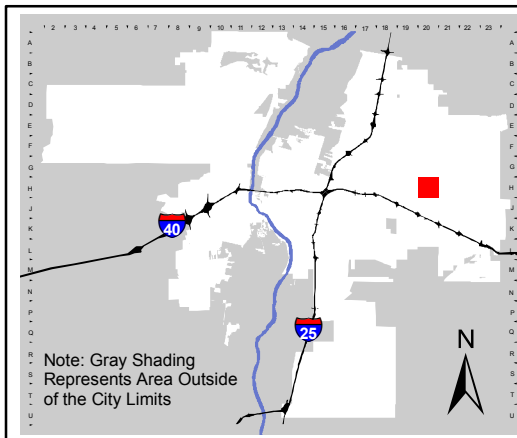 2 3 4 5 6 7 8 9 10 11 12 13 14 15 16 17 18 19 20 21 22 23
A
B
C
D
E
F
G
H
J
K
L
M
N
P
Q
R
S
T
U
40
25
Note: Gray Shading
Represents Area Outside
of the City Limits
N
A
B
C
D
E
F
G
H
J
K
L
M
N
P
Q
R
S
T
U